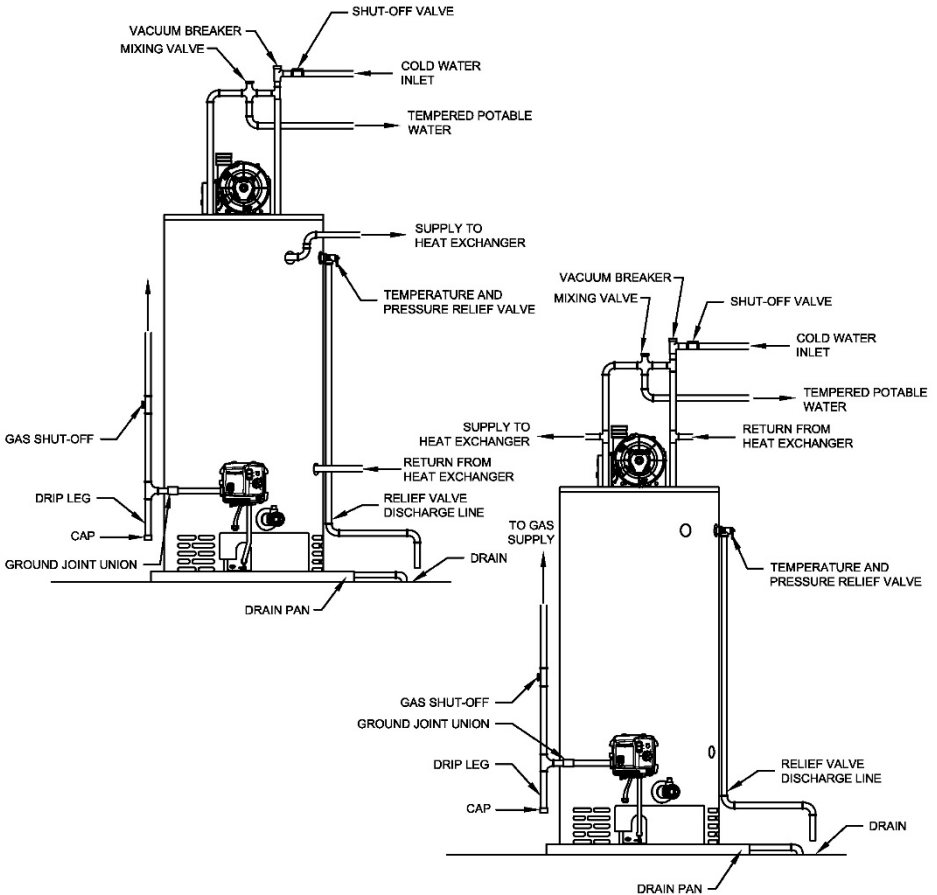 SHUT-OFF VALVE
VACUUM BREAKER
MIXING VALVE
COLD WATER
INLET
TEMPERED POTABLE
WATER
SUPPLY TO
HEAT EXCHANGER
TEMPERATURE AND
PRESSURE RELIEF VALVE
GAS SHUT-OFF
RETURN FROM
HEAT EXCHANGER
DRIP LEG
RELIEF VALVE
DISCHARGE LINE
CAP
GROUND JOINT UNION
DRAIN
DRAIN PAN
VACUUM BREAKER
MIXING VALVE
SHUT-OFF VALVE
COLD WATER
INLET
TEMPERED POTABLE
WATER
SUPPLY TO
HEAT EXCHANGER
RETURN FROM
HEAT EXCHANGER
TO GAS
SUPPLY
TEMPERATURE AND
PRESSURE RELIEF VALVE
GAS SHUT-OFF
GROUND JOINT UNION
DRIP LEG
RELIEF VALVE
DISCHARGE LINE
CAP
DRAIN
DRAIN PAN